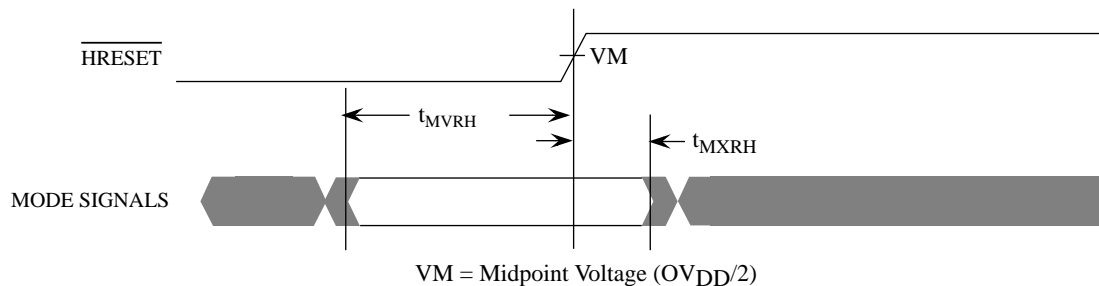 HRESET
VM
tMVRH
tMXRH
MODE SIGNALS
VM = Midpoint Voltage (OVDD/2)